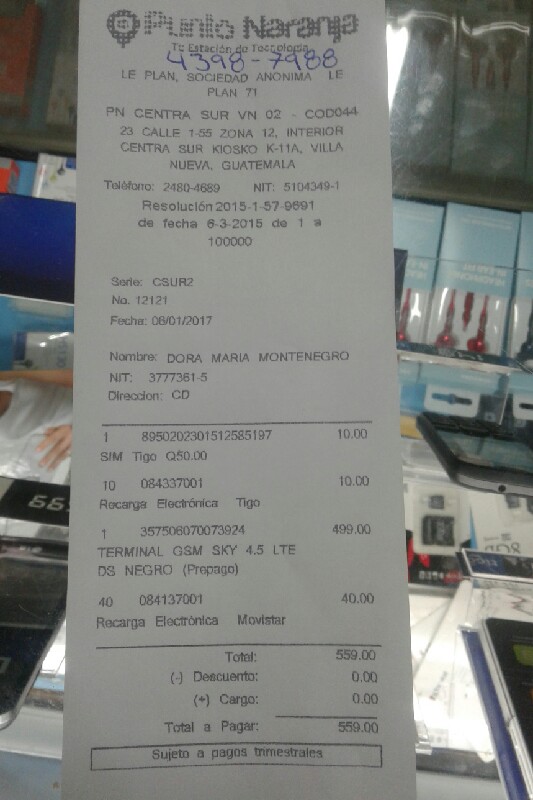 Punto Naranja
Tu Estación de Tecnología
4398-7988
LE PLAN, SOCIEDAD ANONIMA LE
PLAN 71
PN CENTRA SUR VN 02 - COD044
23 CALLE 1-55 ZONA 12, INTERIOR
CENTRA SUR KIOSKO K-11A, VILLA
NUEVA, GUATEMALA
Teléfono: 2480-4689 NIT: 5104349-1
Resolución 2015-1-57-9691
de fecha 6-3-2015 de 1 a
100000
Serie: CSUR2
No. 12121
Fecha: 06/01/2017
Nombre: DORA MARIA MONTENEGRO
NIT: 3777361-5
Direccion: CD
1 8950202301512585197 10.00
SIM Tigo Q50.00
10 084337001 10.00
Recarga Electrónica Tigo
1 357506070073924 499.00
TERMINAL GSM SKY 4.5 LTE
DS NEGRO (Prepago)
40 084137001 40.00
Recarga Electrónica Movistar
Total: 559.00
(-) Descuento: 0.00
(+) Cargo: 0.00
Total a Pagar: 559.00
Sujeto a pagos trimestrales